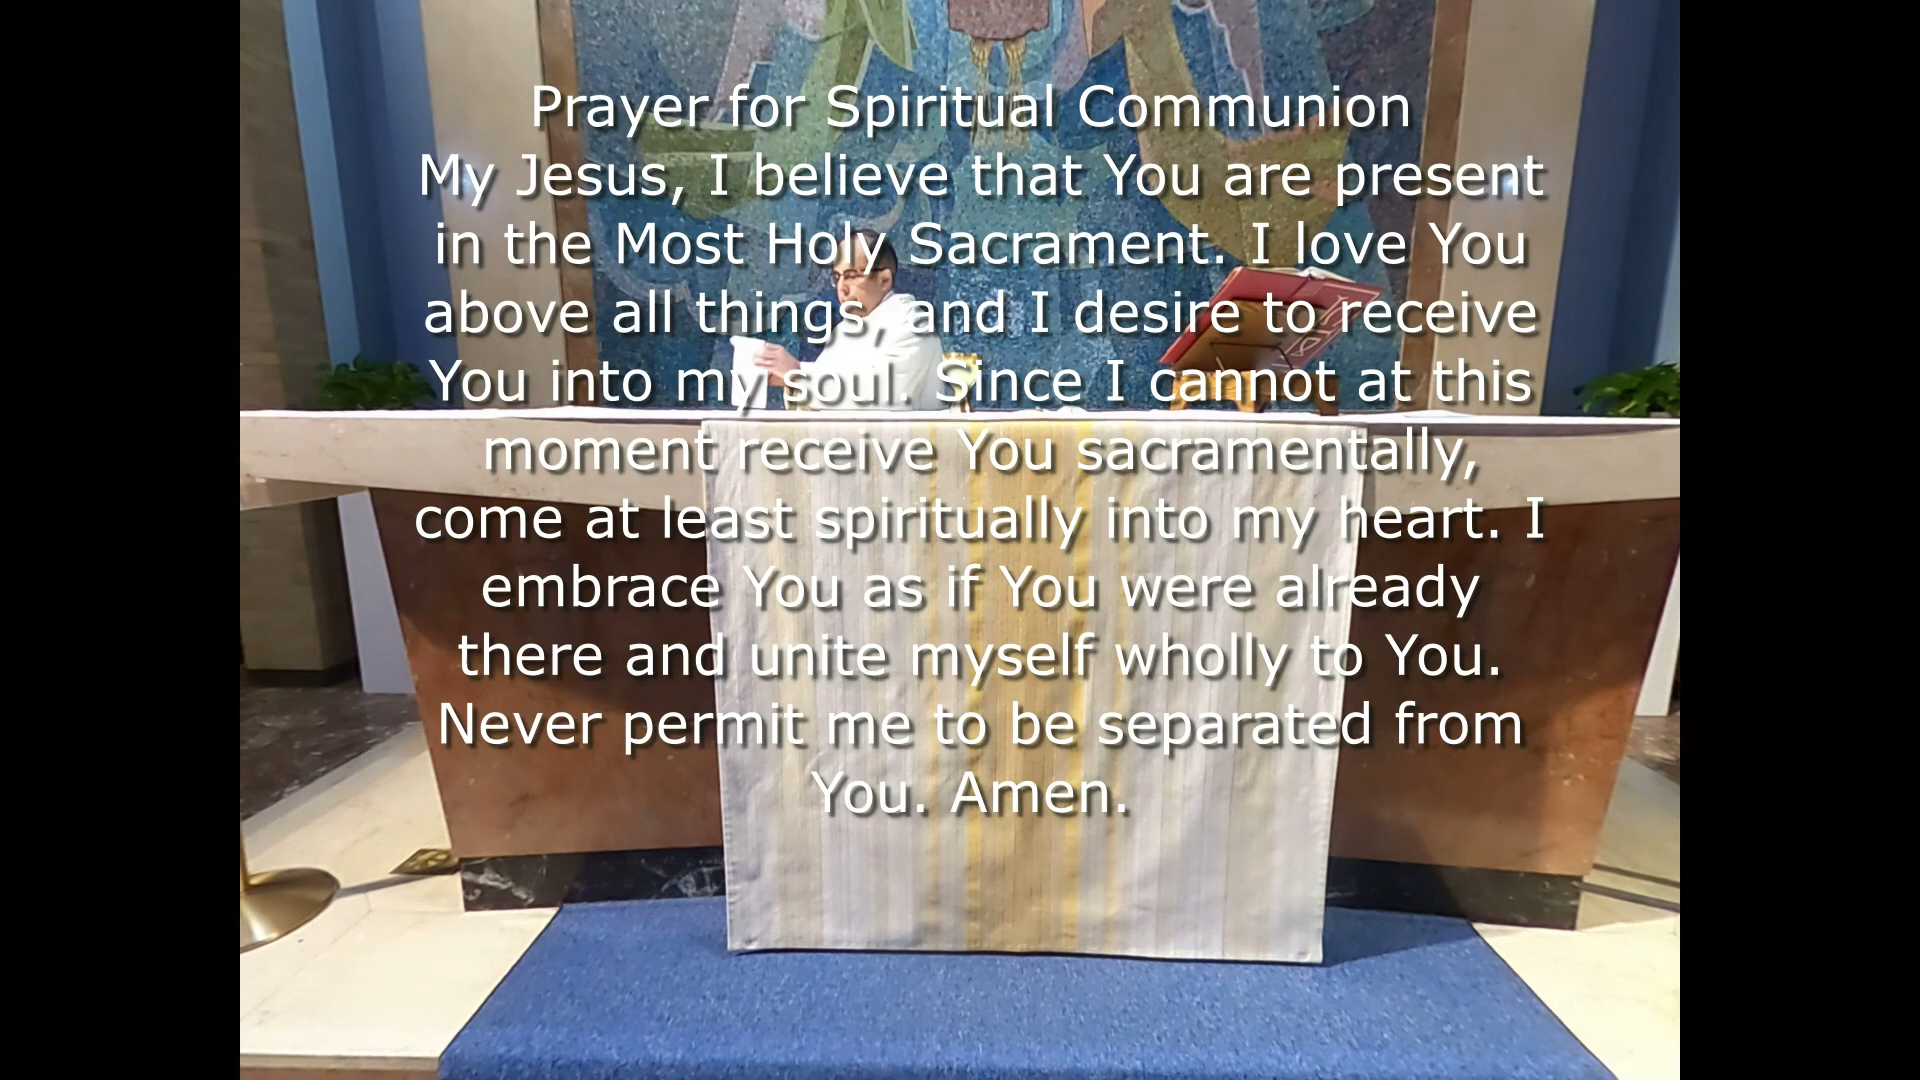 Prayer for Spiritual Communion
My Jesus, I believe that You are present
in the Most Holy Sacrament. I love You
above all things, and I desire to receive
You into my soul. Since I cannot at this
moment receive You sacramentally,
come at least spiritually into my heart. I
embrace You as if You were already
there and unite myself wholly to You.
Never permit me to be separated from
You. Amen.